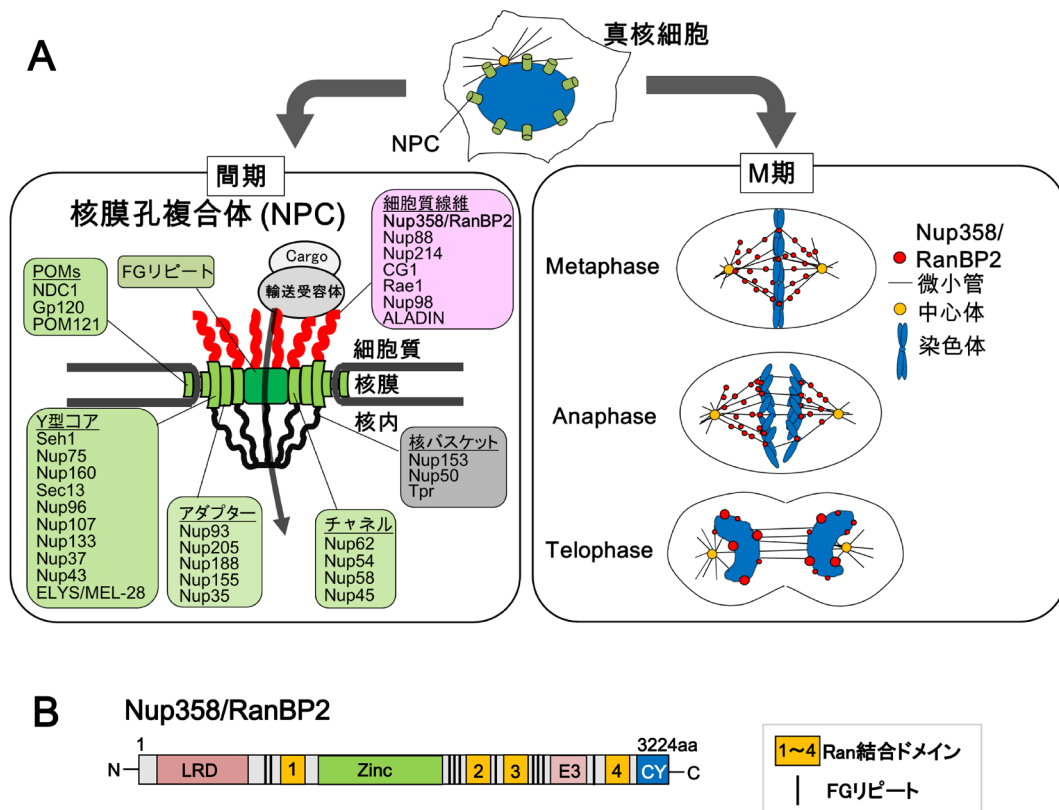 A
真核細胞
NPC
間期
核膜孔複合体 (NPC)
細胞質線維
Nup358/RanBP2
Nup88
Nup214
CG1
Rae1
Nup98
ALADIN
POMs
NDC1
Gp120
POM121
FGリピート
Cargo
輸送受容体
細胞質
核膜
核内
Y型コア
Seh1
Nup75
Nup160
Sec13
Nup96
Nup107
Nup133
Nup37
Nup43
ELYS/MEL-28
アダプター
Nup93
Nup205
Nup188
Nup155
Nup35
チャネル
Nup62
Nup54
Nup58
Nup45
核バスケット
Nup153
Nup50
Tpr
M期
Metaphase
Anaphase
Telophase
Nup358/
RanBP2
微小管
中心体
染色体
B
Nup358/RanBP2
1
3224aa
N
LRD
1
Zinc
2
3
E3
4
CY
C
1〜4 Ran結合ドメイン
FGリピート